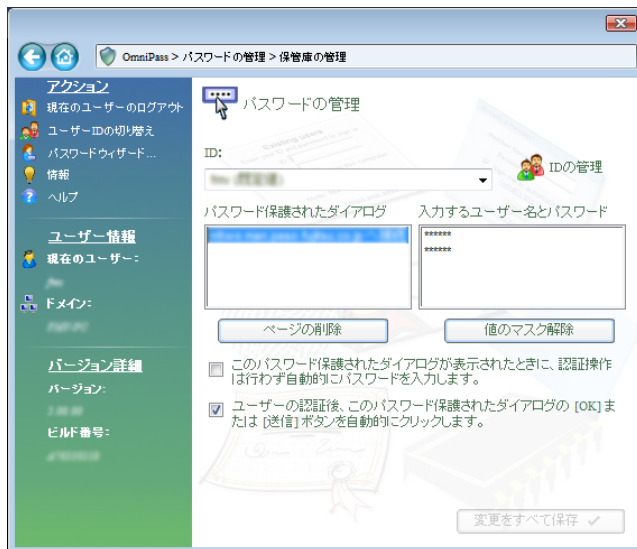 OmniPass > パスワードの管理 > 保管庫の管理
アクション
現在のユーザーのログアウト
ユーザーIDの切り替え
パスワードウィザード...
情報
ヘルプ
ユーザー情報
現在のユーザー:
ドメイン:
バージョン詳細
バージョン:
ビルド番号:
パスワードの管理
ID:
IDの管理
パスワード保護されたダイアログ
入力するユーザー名とパスワード
******
******
ページの削除
値のマスク解除
このパスワード保護されたダイアログが表示されたときに、認証操作
は行わず自動的にパスワードを入力します。
ユーザーの認証後、このパスワード保護されたダイアログの [OK] ま
たは [送信] ボタンを自動的にクリックします。
変更をすべて保存